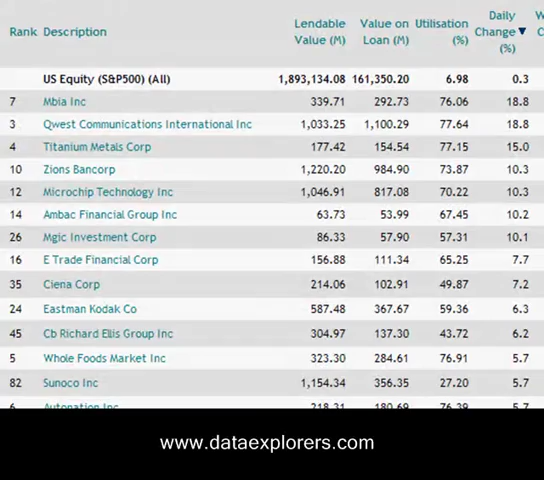 Rank Description Lendable Value (M) Value on Loan (M) Utilisation (%) Daily Change (%)
US Equity (S&P500) (All) 1,893,134.08 161,350.20 6.98 0.3
7 Mbia Inc 339.71 292.73 76.06 18.8
3 Qwest Communications International Inc 1,033.25 1,100.29 77.64 18.8
4 Titanium Metals Corp 177.42 154.54 77.15 15.0
10 Zions Bancorp 1,220.20 984.90 73.87 10.3
12 Microchip Technology Inc 1,046.91 817.08 70.22 10.3
14 Ambac Financial Group Inc 63.73 53.99 67.45 10.2
26 Mgic Investment Corp 86.33 57.90 57.31 10.1
16 E Trade Financial Corp 156.88 111.34 65.25 7.7
35 Ciena Corp 214.06 102.91 49.87 7.2
24 Eastman Kodak Co 587.48 367.67 59.36 6.3
45 Cb Richard Ellis Group Inc 304.97 137.30 43.72 6.2
5 Whole Foods Market Inc 323.30 284.61 76.91 5.7
82 Sunoco Inc 1,154.34 356.35 27.20 5.7
6 Autonation Inc 218.31 180.69 76.39 5.7
www.dataexplorers.com